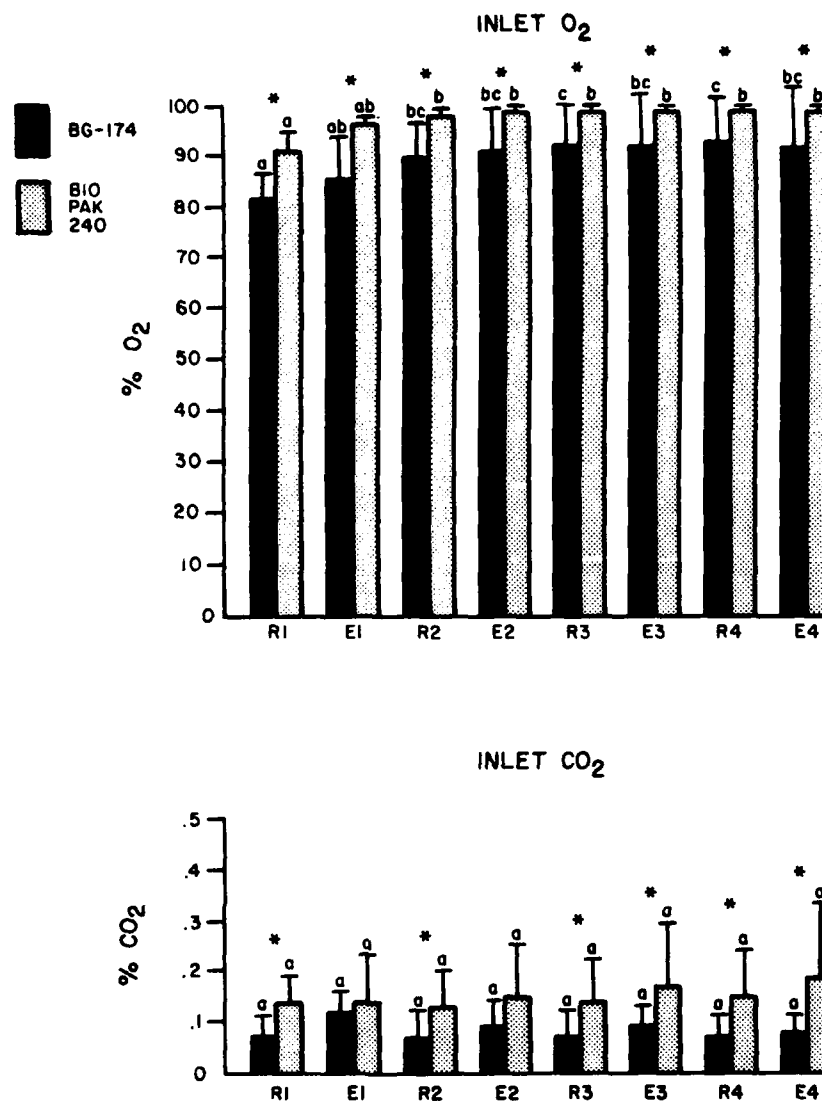 INLET O2
BG-174
BIO
PAK
240
* * * * * * * *
a a ab ab bc b bc b c b bc b c b bc b
100
90
80
70
60
50
40
30
20
10
0
% O2
R1 E1 R2 E2 R3 E3 R4 E4
INLET CO2
.5
.4
.3
.2
.1
0
% CO2
* * * * * *
a a a a a a a a a a a a a a a a
R1 E1 R2 E2 R3 E3 R4 E4